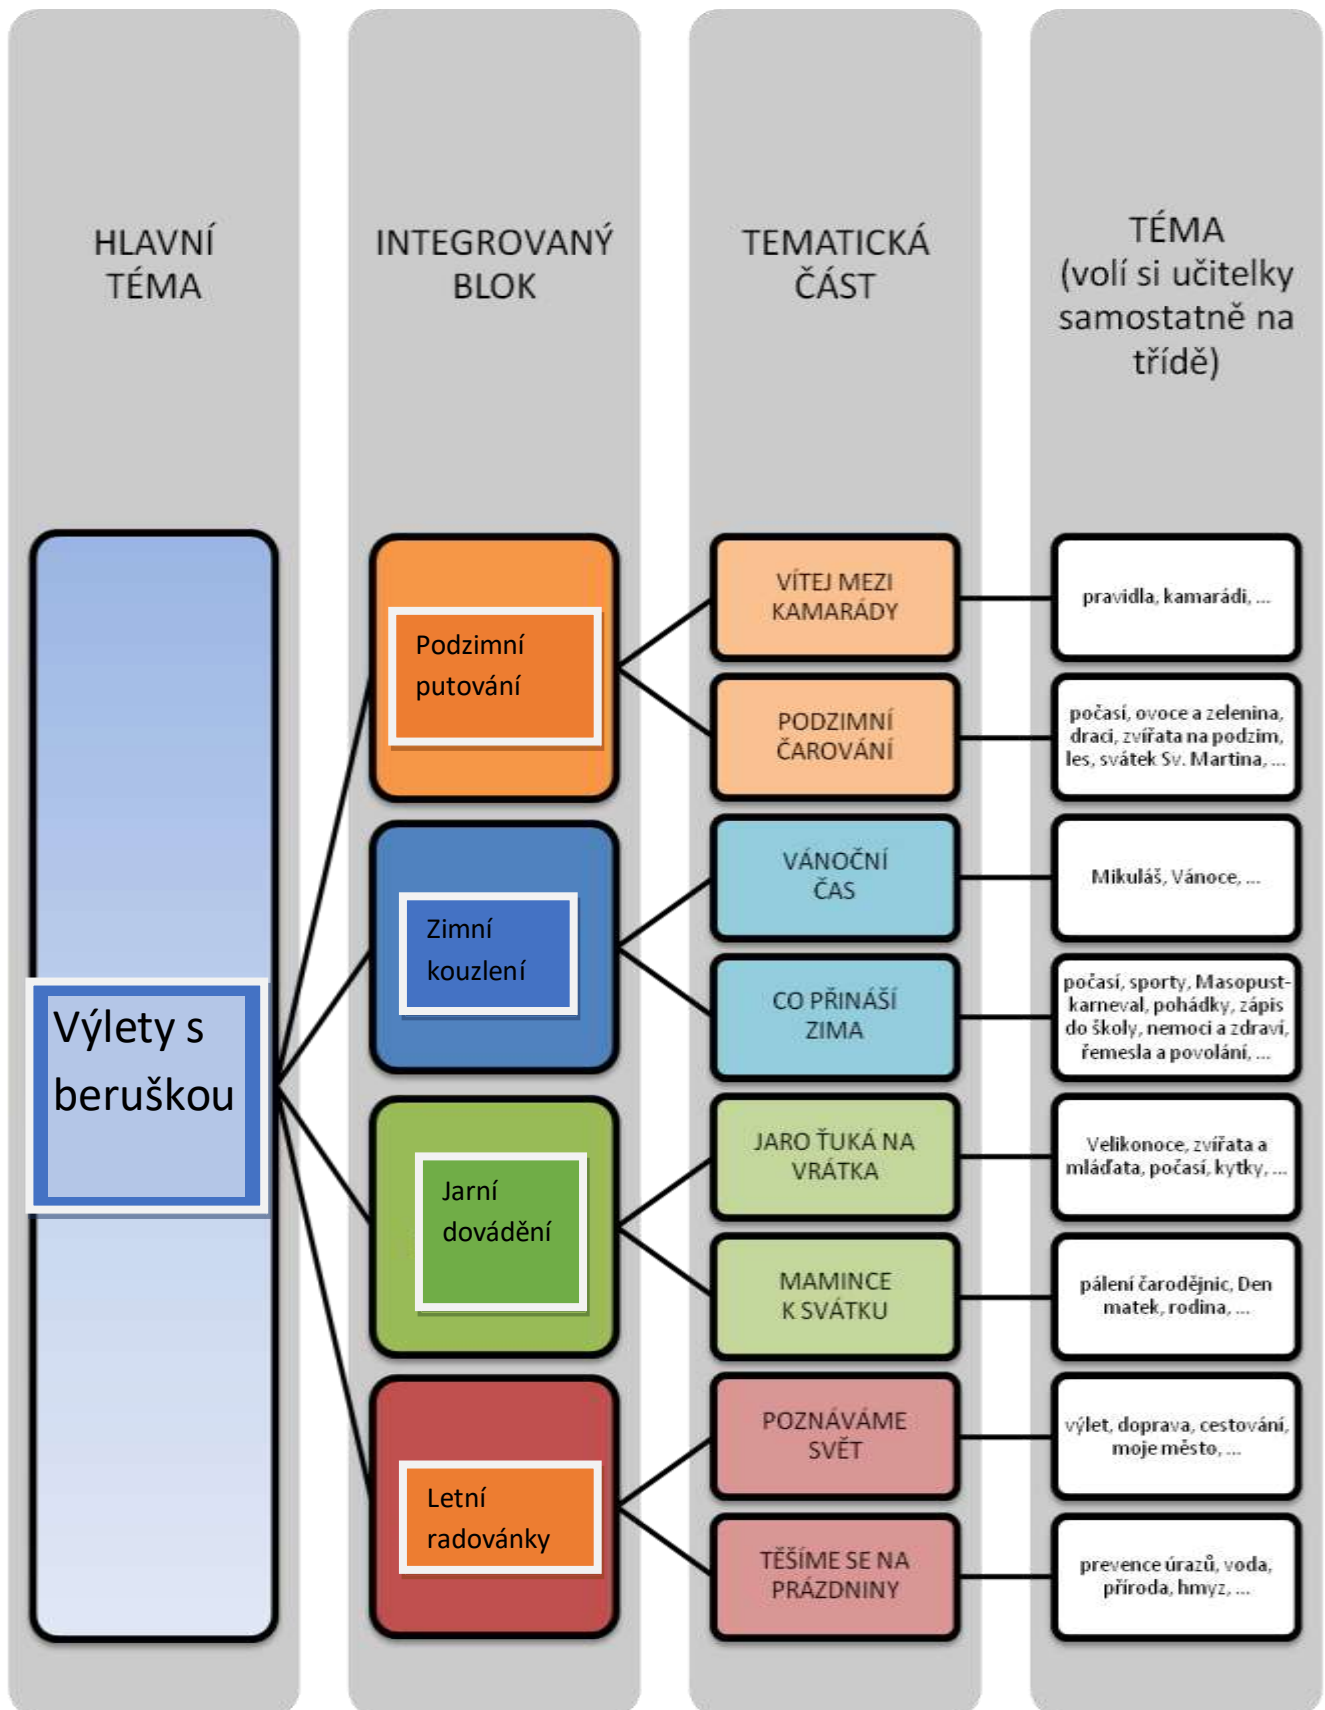 HLAVNÍ
TÉMA
INTEGROVANÝ
BLOK
TEMATICKÁ
ČÁST
TÉMA
(volí si učitelky
samostatně na
třídě)
Výlety s
beruškou
Podzimní
putování
VÍTEJ MEZI
KAMARÁDY
pravidla, kamarádi, ...
PODZIMNÍ
ČAROVÁNÍ
počasí, ovoce a zelenina,
draci, zvířata na podzim,
les, svátek Sv. Martina, ...
Zimní
kouzlení
VÁNOČNÍ
ČAS
Mikuláš, Vánoce, ...
CO PŘINÁŠÍ
ZIMA
počasí, sporty, Masopust-
karneval, pohádky, zápis
do školy, nemoci a zdraví,
řemesla a povolání, ...
Jarní
dovádění
JARO ŤUKÁ NA
VRÁTKA
Velikonoce, zvířata a
mláďata, počasí, kytky, ...
MAMINCE
K SVÁTKU
pálení čarodějnic, Den
matek, rodina, ...
Letní
radovánky
POZNÁVÁME
SVĚT
výlet, doprava, cestování,
moje město, ...
TĚŠÍME SE NA
PRÁZDNINY
prevence úrazů, voda,
příroda, hmyz, ...